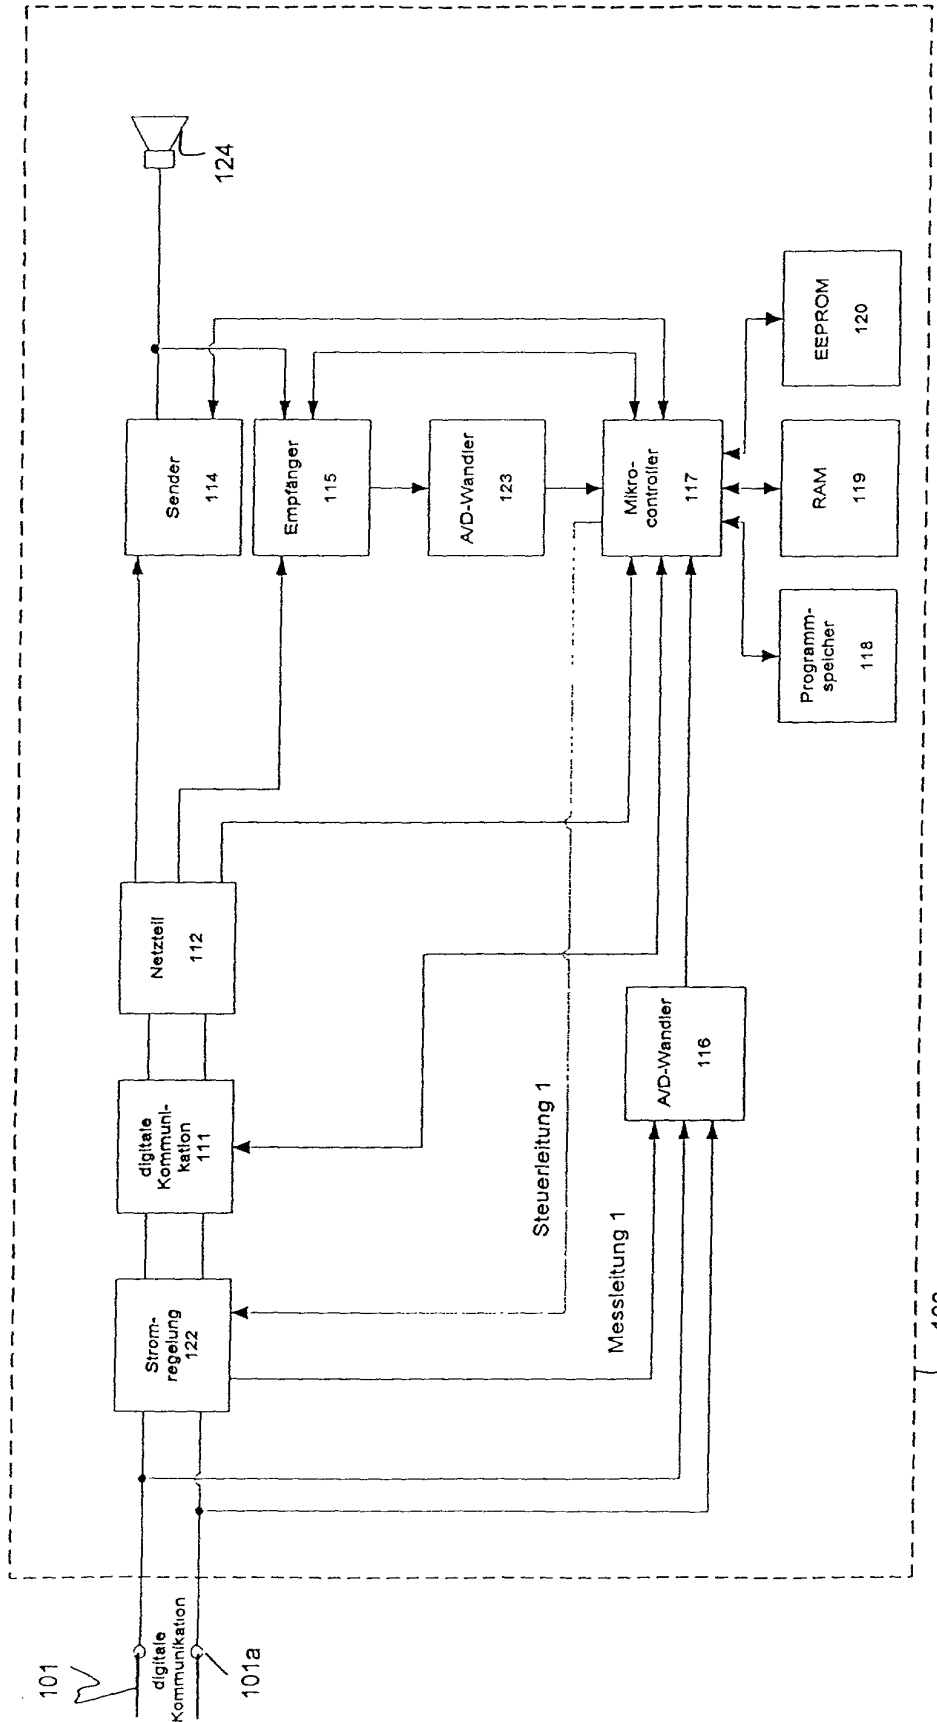 101
digitale
Kommunikation
101a
Strom-
regelung
122
digitale
Kommuni-
kation
111
Netzteil
112
Sender
114
124
Empfänger
115
A/D-Wandler
123
Steuerleitung 1
Messleitung 1
A/D-Wandler
116
Mikro-
controller
117
Programm-
speicher
118
RAM
119
EEPROM
120